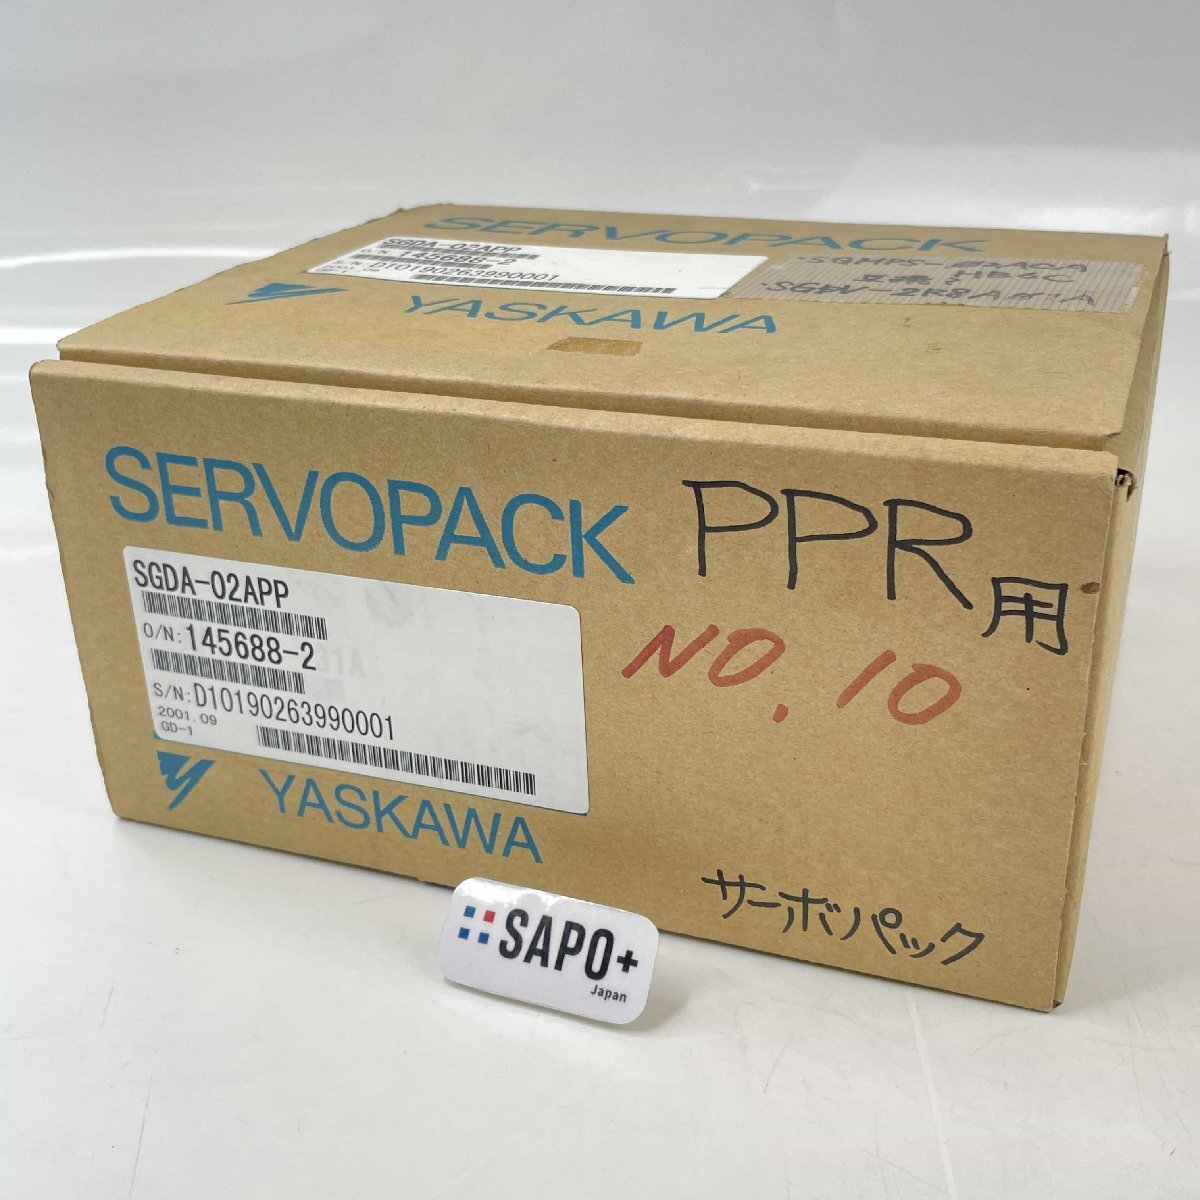 SERVOPACK
SGDA-02APP
145688-2
S/N: D10190263990001
YASKAWA
SERVOPACK
PPR用
SGDA-02APP
O/N: 145688-2
S/N: D10190263990001
2001.09
GD-1
NO.10
YASKAWA
サーボパック
SAPO+
Japan